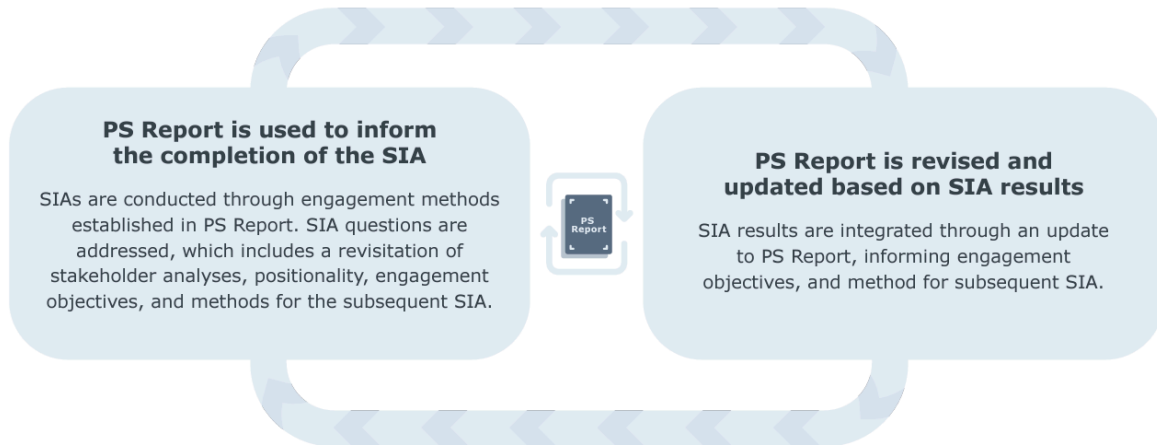 PS Report is used to inform
the completion of the SIA
SIAs are conducted through engagement methods
established in PS Report. SIA questions are
addressed, which includes a revisitation of
stakeholder analyses, positionality, engagement
objectives, and methods for the subsequent SIA.
PS
Report
PS Report is revised and
updated based on SIA results
SIA results are integrated through an update
to PS Report, informing engagement
objectives, and method for subsequent SIA.